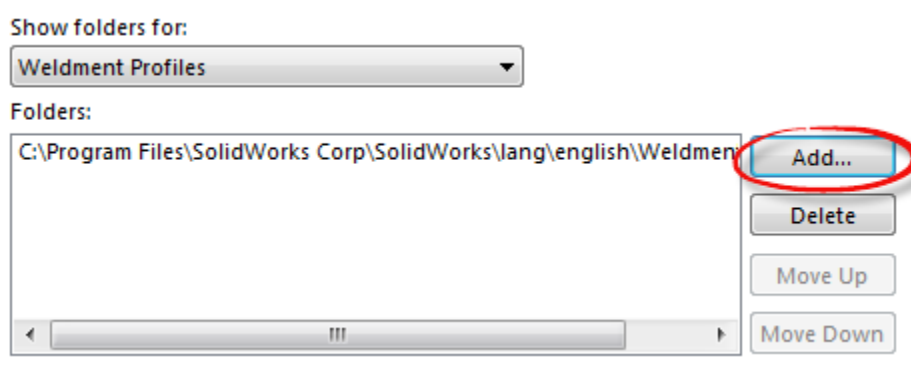 Show folders for:
Weldment Profiles
Folders:
C:\Program Files\SolidWorks Corp\SolidWorks\lang\english\Weldmen
Add...
Delete
Move Up
Move Down